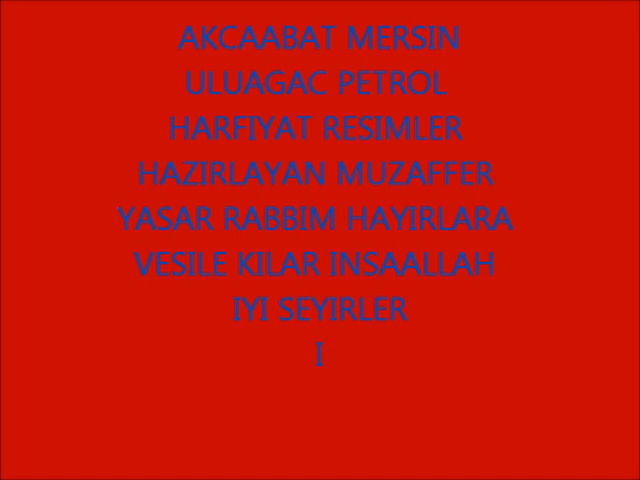 AKCAABAT MERSIN
ULUAGAC PETROL
HARFIYAT RESIMLER
HAZIRLAYAN MUZAFFER
YASAR RABBIM HAYIRLARA
VESILE KILAR INSAALLAH
IYI SEYIRLER
I